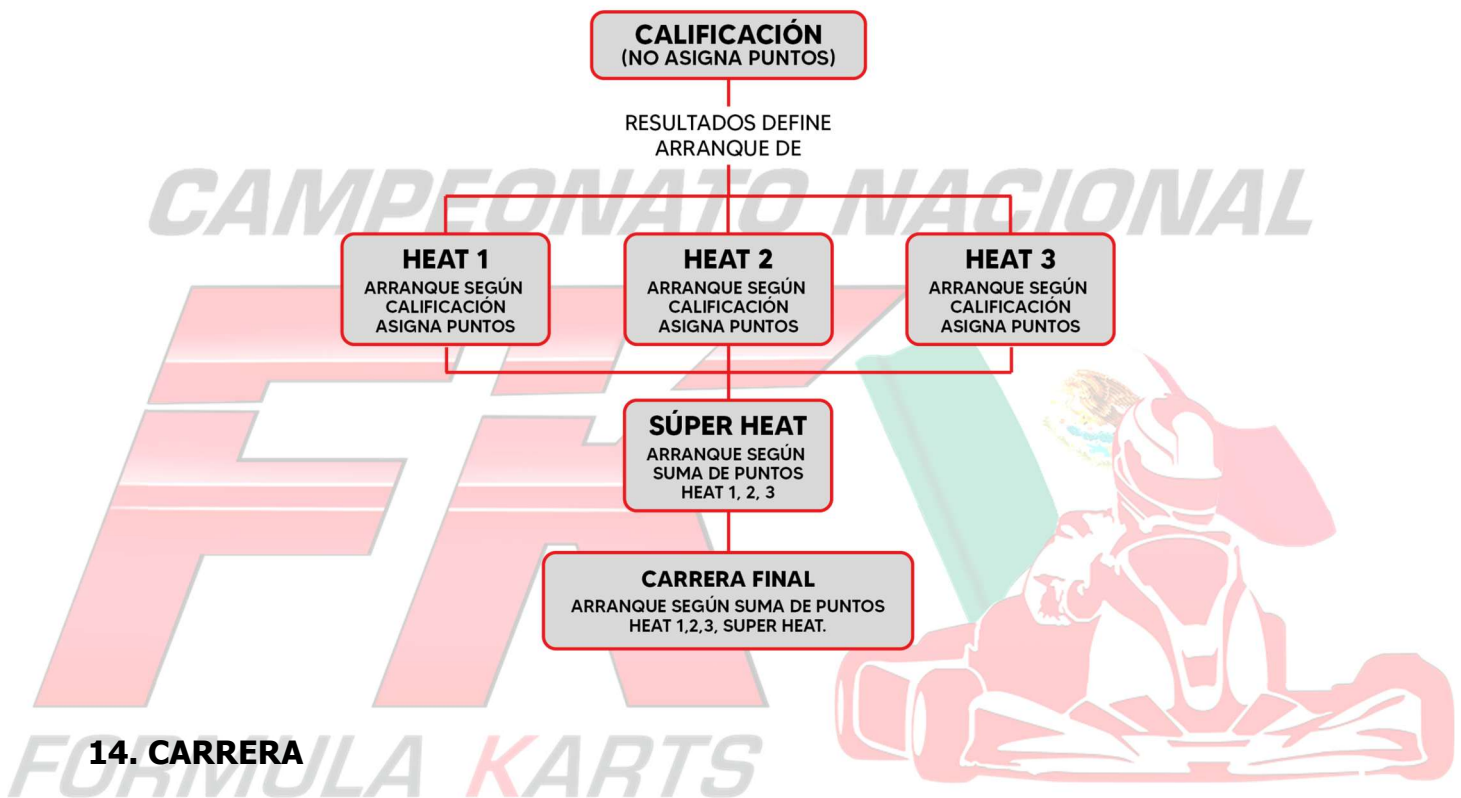 CALIFICACIÓN
(NO ASIGNA PUNTOS)
RESULTADOS DEFINE
ARRANQUE DE
CAMPEONATO NACIONAL
HEAT 1
ARRANQUE SEGÚN
CALIFICACIÓN
ASIGNA PUNTOS
HEAT 2
ARRANQUE SEGÚN
CALIFICACIÓN
ASIGNA PUNTOS
HEAT 3
ARRANQUE SEGÚN
CALIFICACIÓN
ASIGNA PUNTOS
FK
SÚPER HEAT
ARRANQUE SEGÚN
SUMA DE PUNTOS
HEAT 1, 2, 3
CARRERA FINAL
ARRANQUE SEGÚN SUMA DE PUNTOS
HEAT 1,2,3, SUPER HEAT.
14. CARRERA
FORMULA KARTS